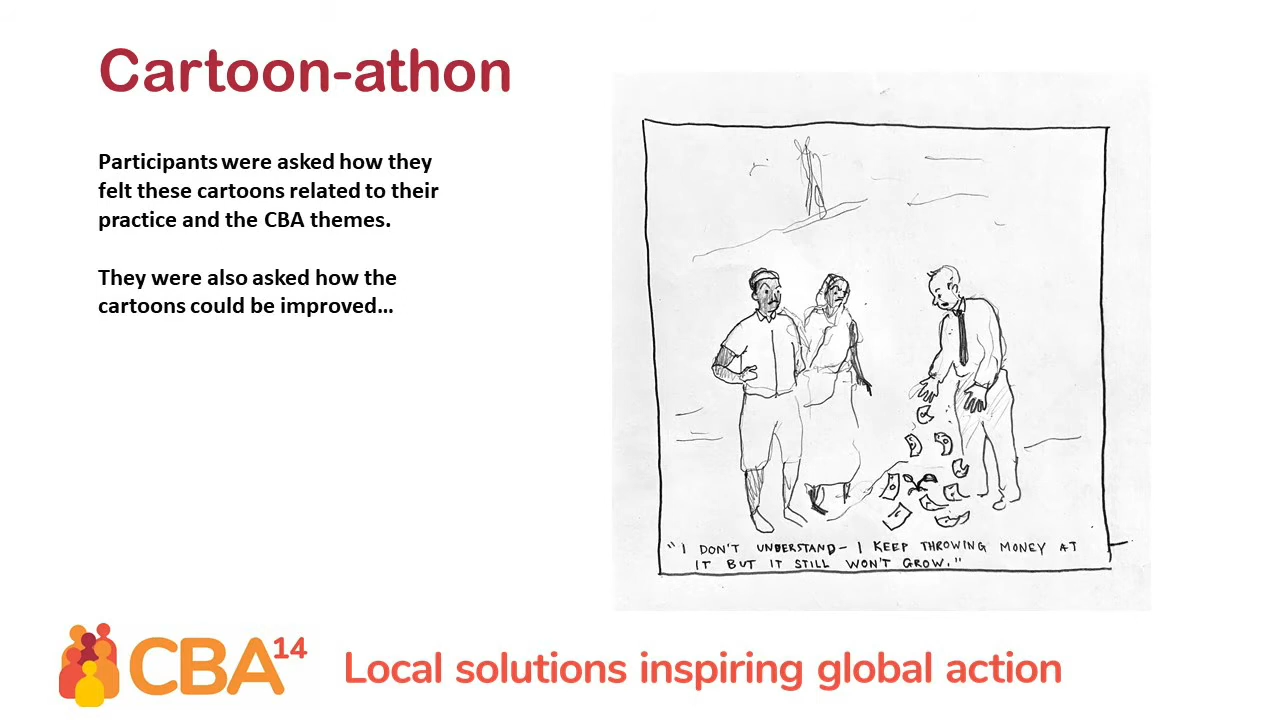 Cartoon-athon
Participants were asked how they
felt these cartoons related to their
practice and the CBA themes.
They were also asked how the
cartoons could be improved...
"I DON'T UNDERSTAND- I KEEP THROWING MONEY AT
IT BUT IT STILL WON'T GROW."
CBA14
Local solutions inspiring global action